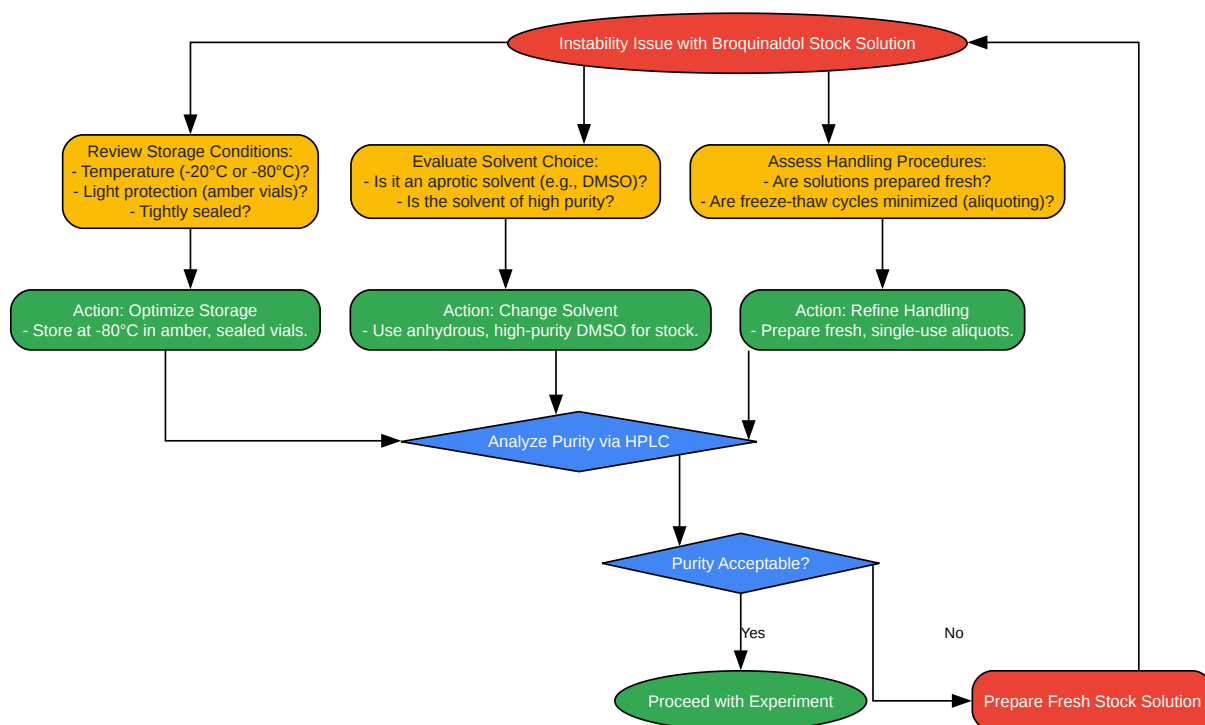 Instability Issue with Broquinaldol Stock Solution
Review Storage Conditions:
- Temperature (-20°C or -80°C)?
- Light protection (amber vials)?
- Tightly sealed?
Evaluate Solvent Choice:
- Is it an aprotic solvent (e.g., DMSO)?
- Is the solvent of high purity?
Assess Handling Procedures:
- Are solutions prepared fresh?
- Are freeze-thaw cycles minimized (aliquoting)?
Action: Optimize Storage
- Store at -80°C in amber, sealed vials.
Action: Change Solvent
- Use anhydrous, high-purity DMSO for stock.
Action: Refine Handling
- Prepare fresh, single-use aliquots.
Analyze Purity via HPLC
Purity Acceptable?
Yes
No
Proceed with Experiment
Prepare Fresh Stock Solution